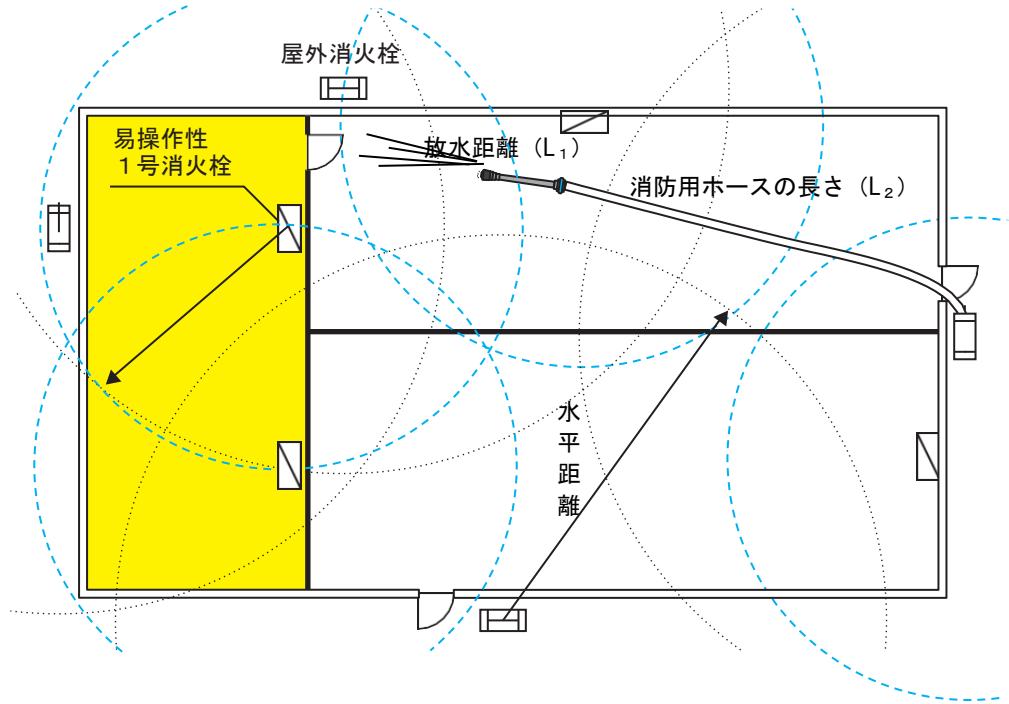 屋外消火栓
易操作性
１号消火栓
放水距離（L₁）
消防用ホースの長さ（L₂）
水平距離